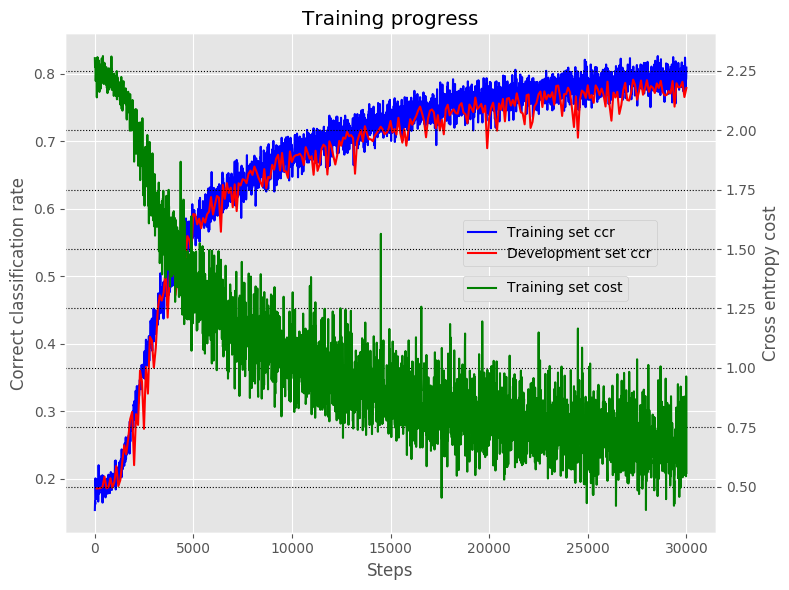 Training progress
Correct classification rate
0.8
0.7
0.6
0.5
0.4
0.3
0.2
2.25
2.00
1.75
1.50
1.25
1.00
0.75
0.50
Cross entropy cost
Training set ccr
Development set ccr
Training set cost
0 5000 10000 15000 20000 25000 30000
Steps